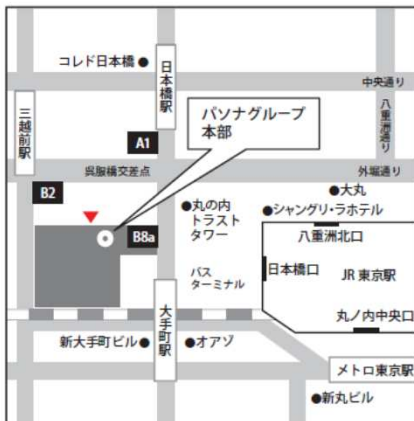 コレド日本橋
日本橋駅
中央通り
三越前駅
A1
パソナグループ
本部
八重洲通り
呉服橋交差点
外堀通り
B2
大丸
丸の内
トラスト
タワー
シャングリ・ラホテル
八重洲北口
B8a
バス
ターミナル
日本橋口
JR 東京駅
大手町駅
丸ノ内中央口
新大手町ビル
オアゾ
メトロ東京駅
新丸ビル